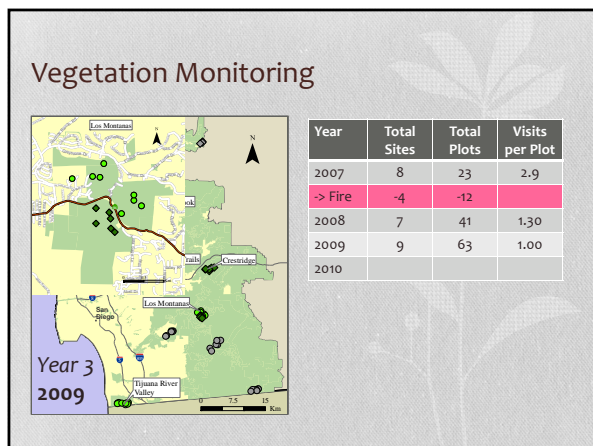 Vegetation Monitoring
Los Montanas
N
N
Crestridge
Los Montanas
San
Diego
Tijuana River
Valley
Year 3
2009
0 7.5 15
Km
Year Total Sites Total Plots Visits per Plot
2007 8 23 2.9
-> Fire -4 -12
2008 7 41 1.30
2009 9 63 1.00
2010